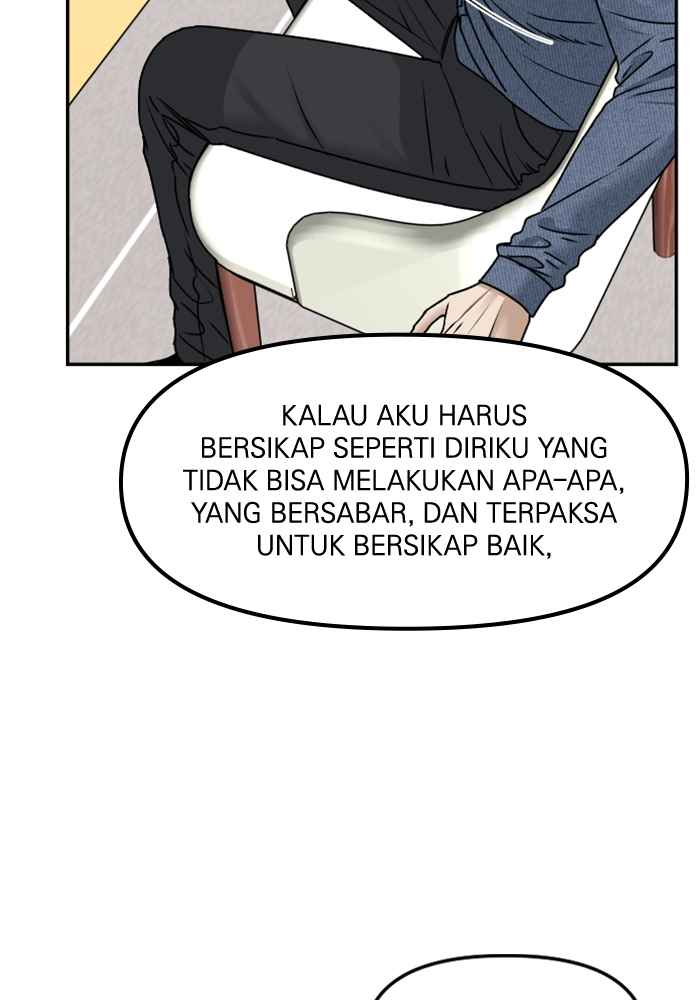 KALAU AKU HARUS
BERSIKAP SEPERTI DIRIKU YANG
TIDAK BISA MELAKUKAN APA-APA,
YANG BERSABAR, DAN TERPAKSA
UNTUK BERSIKAP BAIK,